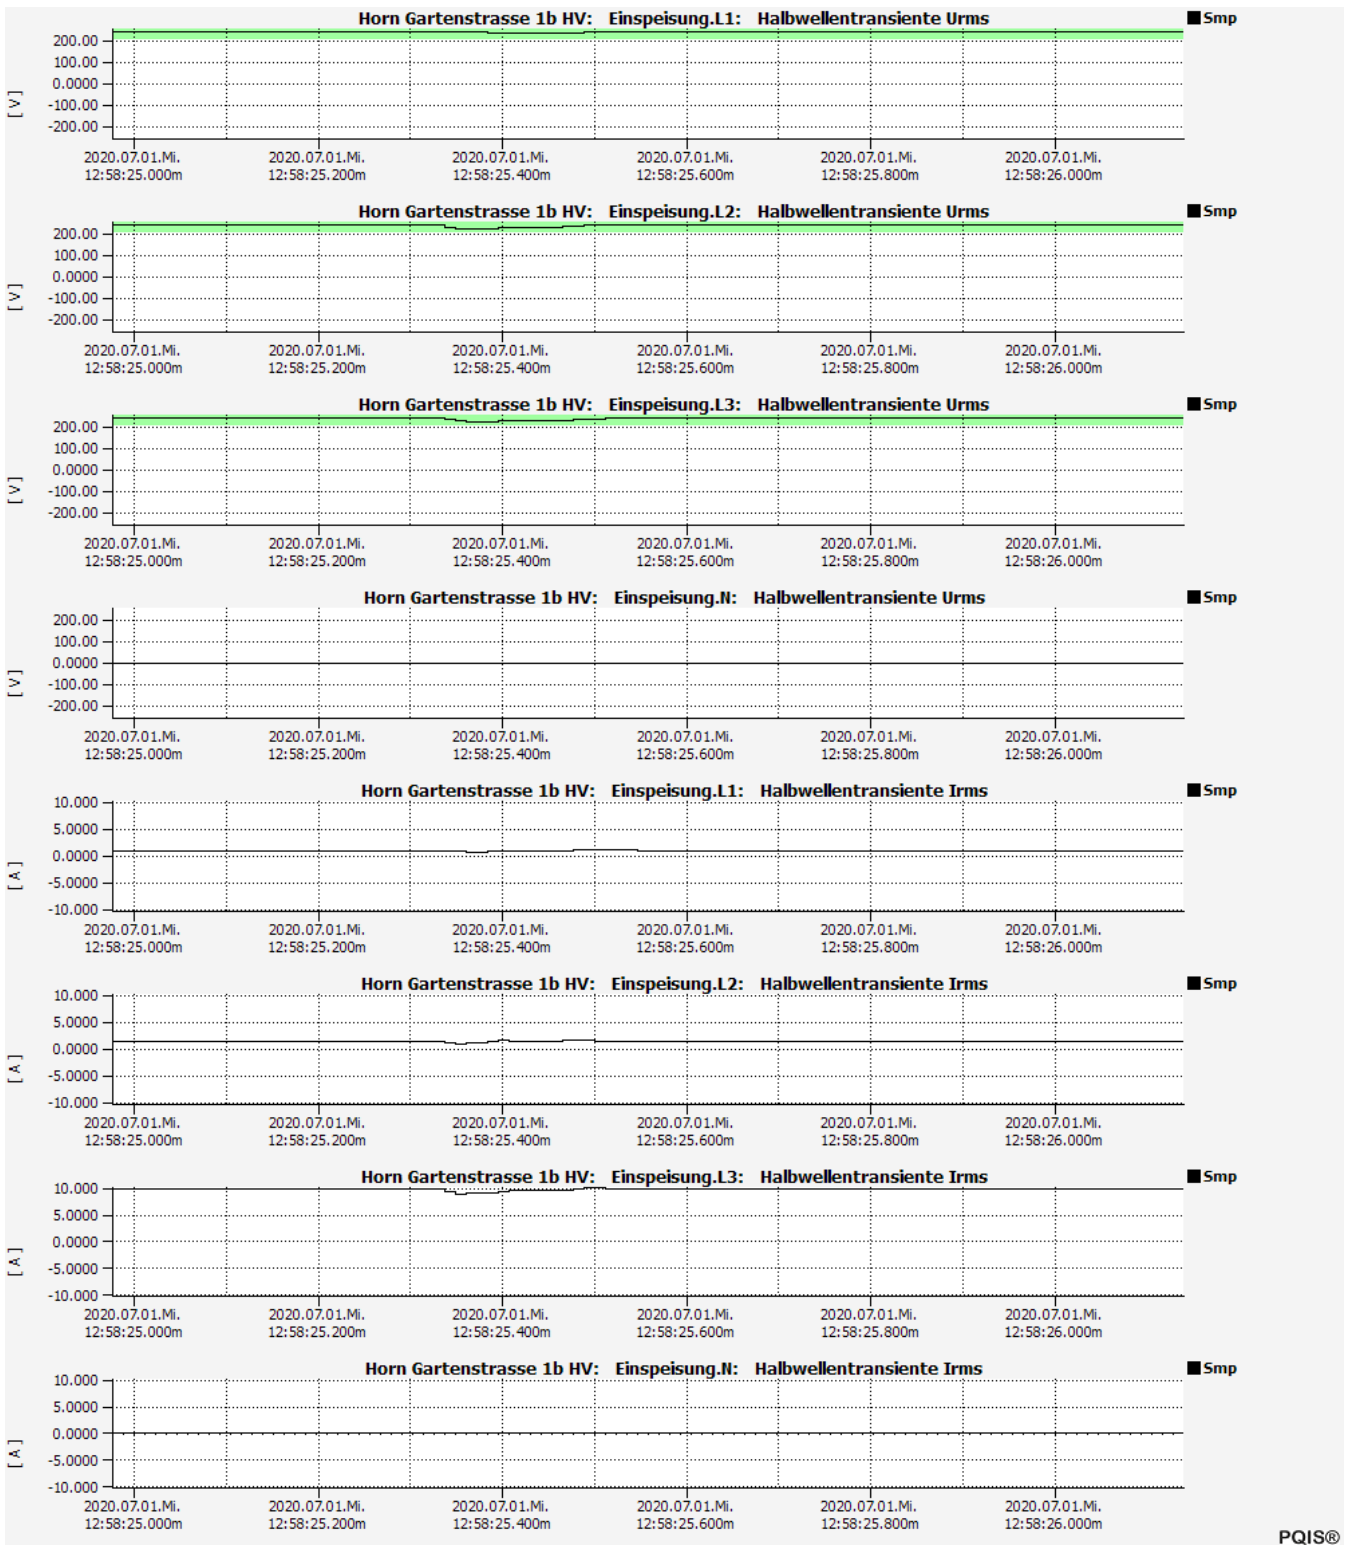 Horn Gartenstrasse 1b HV: Einspeisung.L1: Halbwellentransiente Urms
Smp
200.00
100.00
0.0000
-100.00
-200.00
[ V ]
2020.07.01.Mi. 2020.07.01.Mi. 2020.07.01.Mi. 2020.07.01.Mi. 2020.07.01.Mi. 2020.07.01.Mi.
12:58:25.000m 12:58:25.200m 12:58:25.400m 12:58:25.600m 12:58:25.800m 12:58:26.000m
Horn Gartenstrasse 1b HV: Einspeisung.L2: Halbwellentransiente Urms
Smp
200.00
100.00
0.0000
-100.00
-200.00
[ V ]
2020.07.01.Mi. 2020.07.01.Mi. 2020.07.01.Mi. 2020.07.01.Mi. 2020.07.01.Mi. 2020.07.01.Mi.
12:58:25.000m 12:58:25.200m 12:58:25.400m 12:58:25.600m 12:58:25.800m 12:58:26.000m
Horn Gartenstrasse 1b HV: Einspeisung.L3: Halbwellentransiente Urms
Smp
200.00
100.00
0.0000
-100.00
-200.00
[ V ]
2020.07.01.Mi. 2020.07.01.Mi. 2020.07.01.Mi. 2020.07.01.Mi. 2020.07.01.Mi. 2020.07.01.Mi.
12:58:25.000m 12:58:25.200m 12:58:25.400m 12:58:25.600m 12:58:25.800m 12:58:26.000m
Horn Gartenstrasse 1b HV: Einspeisung.N: Halbwellentransiente Urms
Smp
200.00
100.00
0.0000
-100.00
-200.00
[ V ]
2020.07.01.Mi. 2020.07.01.Mi. 2020.07.01.Mi. 2020.07.01.Mi. 2020.07.01.Mi. 2020.07.01.Mi.
12:58:25.000m 12:58:25.200m 12:58:25.400m 12:58:25.600m 12:58:25.800m 12:58:26.000m
Horn Gartenstrasse 1b HV: Einspeisung.L1: Halbwellentransiente Irms
Smp
10.000
5.0000
0.0000
-5.0000
-10.000
[ A ]
2020.07.01.Mi. 2020.07.01.Mi. 2020.07.01.Mi. 2020.07.01.Mi. 2020.07.01.Mi. 2020.07.01.Mi.
12:58:25.000m 12:58:25.200m 12:58:25.400m 12:58:25.600m 12:58:25.800m 12:58:26.000m
Horn Gartenstrasse 1b HV: Einspeisung.L2: Halbwellentransiente Irms
Smp
10.000
5.0000
0.0000
-5.0000
-10.000
[ A ]
2020.07.01.Mi. 2020.07.01.Mi. 2020.07.01.Mi. 2020.07.01.Mi. 2020.07.01.Mi. 2020.07.01.Mi.
12:58:25.000m 12:58:25.200m 12:58:25.400m 12:58:25.600m 12:58:25.800m 12:58:26.000m
Horn Gartenstrasse 1b HV: Einspeisung.L3: Halbwellentransiente Irms
Smp
10.000
5.0000
0.0000
-5.0000
-10.000
[ A ]
2020.07.01.Mi. 2020.07.01.Mi. 2020.07.01.Mi. 2020.07.01.Mi. 2020.07.01.Mi. 2020.07.01.Mi.
12:58:25.000m 12:58:25.200m 12:58:25.400m 12:58:25.600m 12:58:25.800m 12:58:26.000m
Horn Gartenstrasse 1b HV: Einspeisung.N: Halbwellentransiente Irms
Smp
10.000
5.0000
0.0000
-5.0000
-10.000
[ A ]
2020.07.01.Mi. 2020.07.01.Mi. 2020.07.01.Mi. 2020.07.01.Mi. 2020.07.01.Mi. 2020.07.01.Mi.
12:58:25.000m 12:58:25.200m 12:58:25.400m 12:58:25.600m 12:58:25.800m 12:58:26.000m
PQIS®